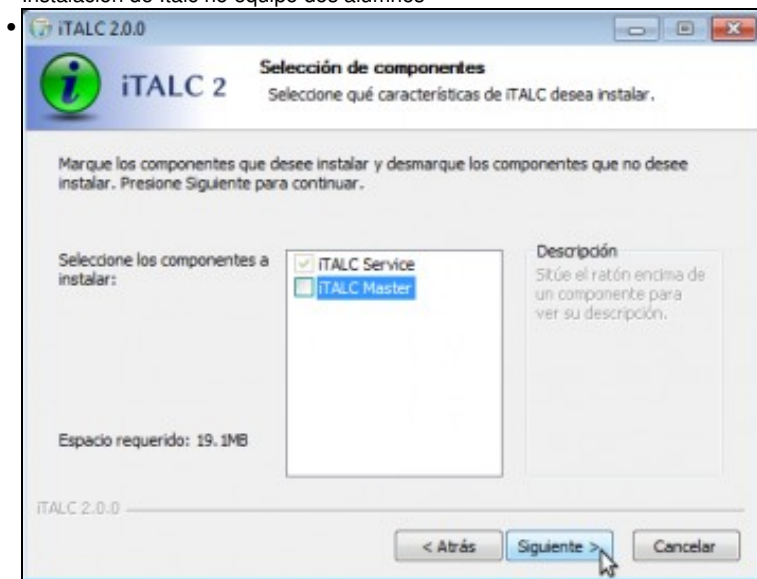 instalación de italc no equipo dos alumnos
iTALC 2.0.0
iTALC 2
Selección de componentes
Seleccione qué características de iTALC desea instalar.
Marque los componentes que desee instalar y desmarque los componentes que no desee
instalar. Presione Siguiente para continuar.
Seleccione los componentes a
instalar:
iTALC Service
iTALC Master
Descripción
Sitúe el ratón encima de
un componente para
ver su descripción.
Espacio requerido: 19.1MB
iTALC 2.0.0
< Atrás
Siguiente >
Cancelar